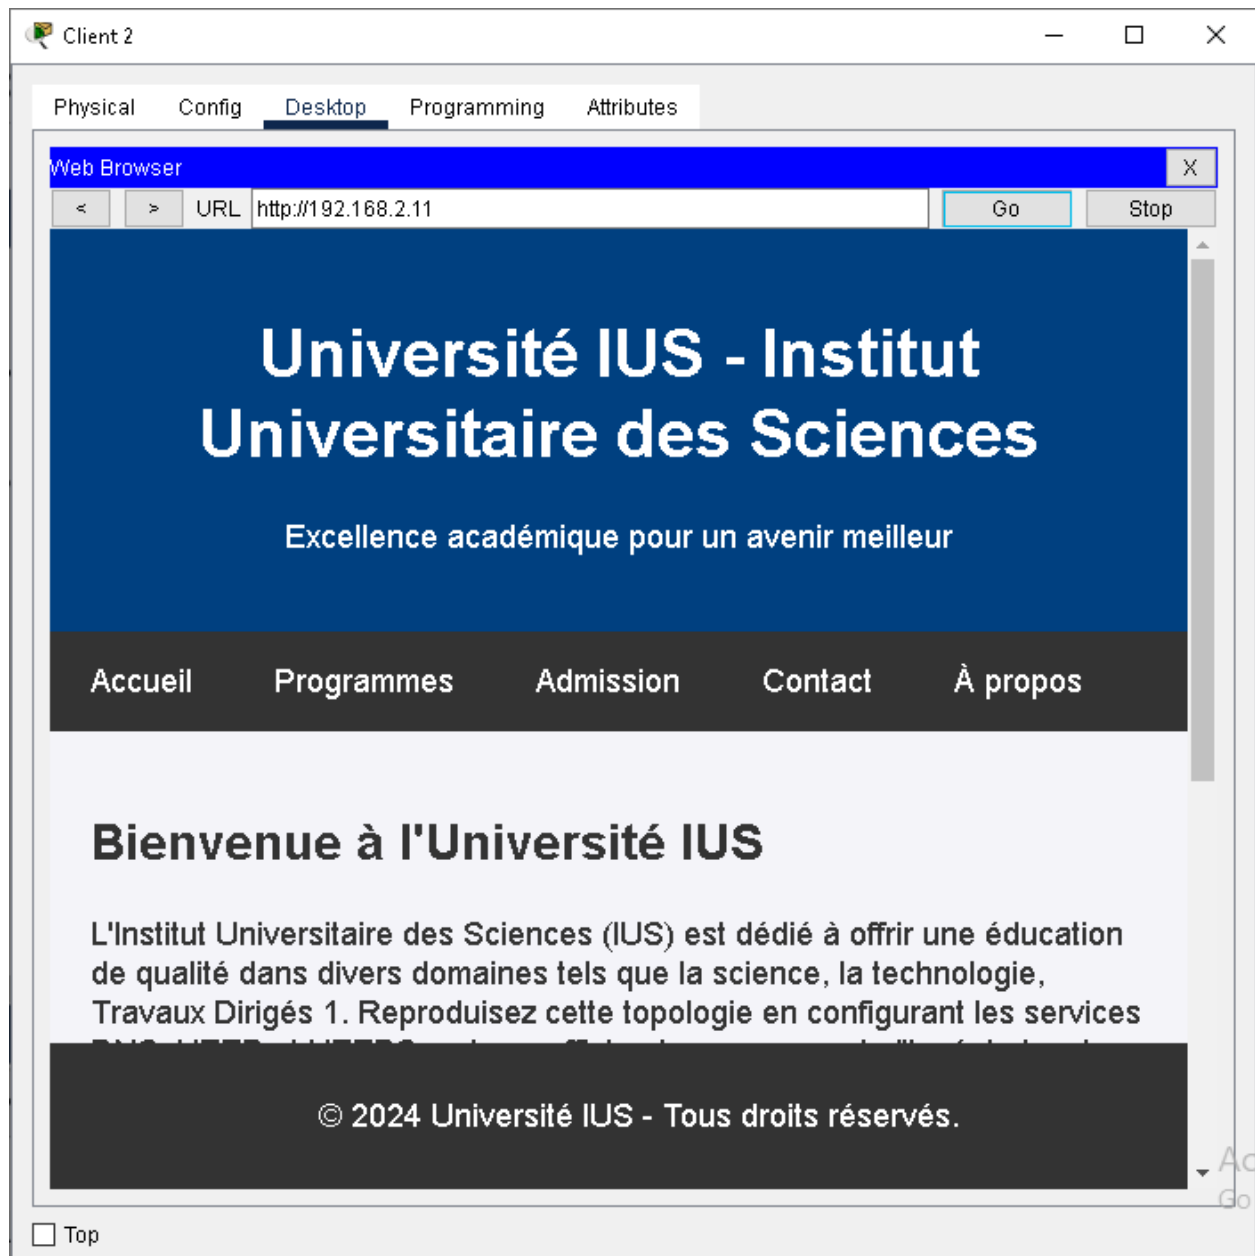 Client 2
Physical Config Desktop Programming Attributes
Web Browser X
< > URL http://192.168.2.11 Go Stop
Université IUS - Institut
Universitaire des Sciences
Excellence académique pour un avenir meilleur
Accueil Programmes Admission Contact À propos
Bienvenue à l'Université IUS
L'Institut Universitaire des Sciences (IUS) est dédié à offrir une éducation
de qualité dans divers domaines tels que la science, la technologie,
Travaux Dirigés 1. Reproduisez cette topologie en configurant les services
© 2024 Université IUS - Tous droits réservés.
Go
Top